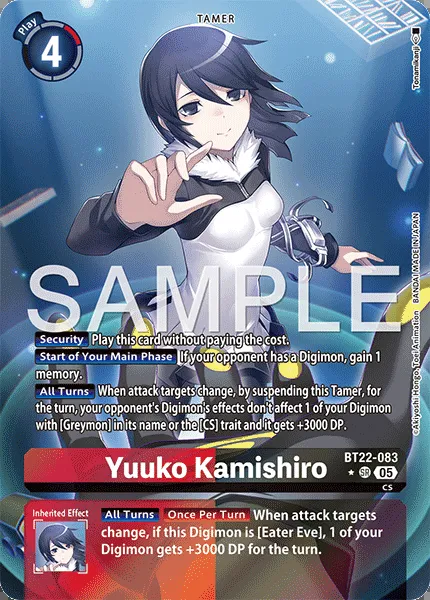 Play
4
TAMER
Tonamikanji
©Akiyoshi Hongo, Toei Animation BANDAI MADE IN JAPAN
SAMPLE
Security Play this card without paying the cost.
Start of Your Main Phase If your opponent has a Digimon, gain 1
memory.
All Turns When attack targets change, by suspending this Tamer, for
the turn, your opponent's Digimon's effects don't affect 1 of your Digimon
with [Greymon] in its name or the [CS] trait and it gets +3000 DP.
Yuuko Kamishiro
BT22-083
SR 05
CS
Inherited Effect
All Turns Once Per Turn When attack targets
change, if this Digimon is [Eater Eve], 1 of your
Digimon gets +3000 DP for the turn.